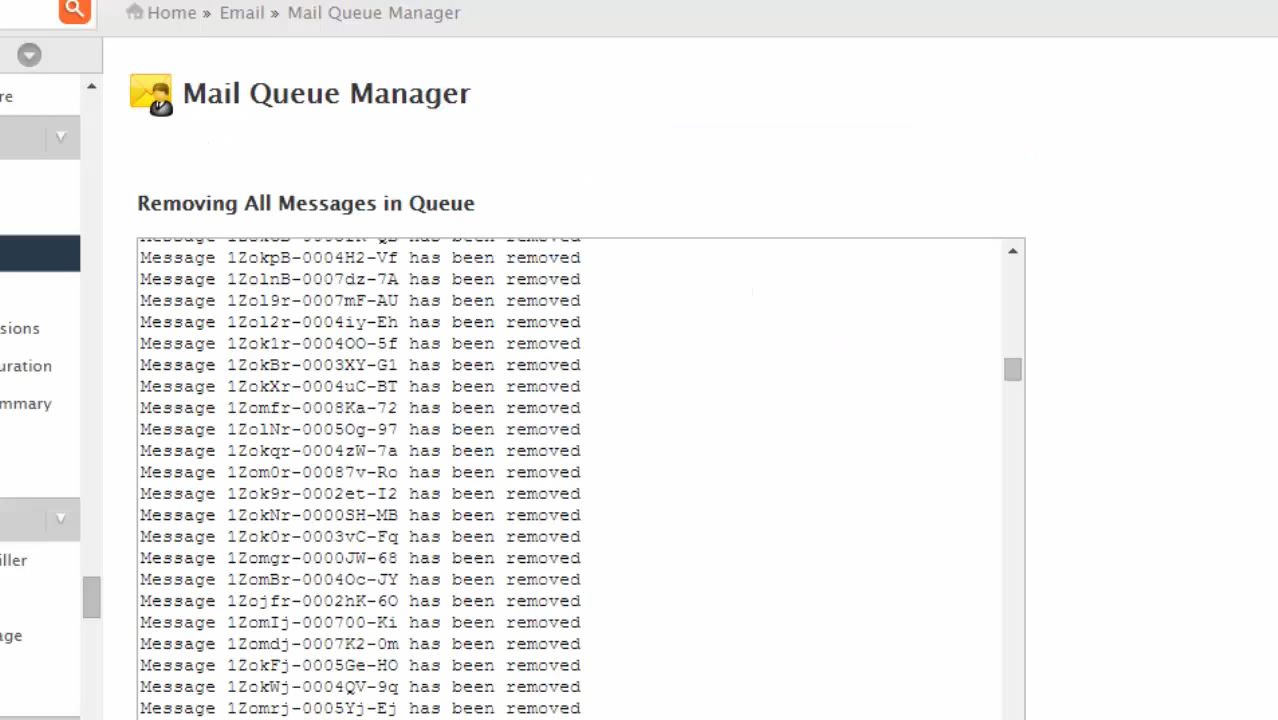 Home » Email » Mail Queue Manager
re
Mail Queue Manager
Removing All Messages in Queue
has been removed
Message 1ZokpB-0004H2-Vf has been removed
Message 1ZolnB-0007dz-7A has been removed
Message 1Zol9r-0007mF-AU has been removed
Message 1Zol2r-0004iy-Eh has been removed
sions
Message 1Zok1r-0004OO-5f has been removed
Message 1ZokBr-0003XY-G1 has been removed
uration
Message 1ZokXr-0004uC-BT has been removed
mmary
Message 1Zomfr-0008Ka-72 has been removed
Message 1ZolNr-0005Og-97 has been removed
Message 1Zokqr-0004zW-7a has been removed
Message 1Zom0r-00087v-Ro has been removed
Message 1Zok9r-0002et-I2 has been removed
Message 1ZokNr-0000SH-MB has been removed
Message 1Zok0r-0003vC-Fq has been removed
iller
Message 1Zomgr-0000JW-68 has been removed
Message 1ZomBr-0004Oc-JY has been removed
Message 1Zojfr-0002hK-6O has been removed
Message 1ZomIj-000700-Ki has been removed
age
Message 1Zomdj-0007K2-0m has been removed
Message 1ZokFj-0005Ge-HO has been removed
Message 1ZokWj-0004QV-9q has been removed
Message 1Zomrj-0005Yj-Ej has been removed